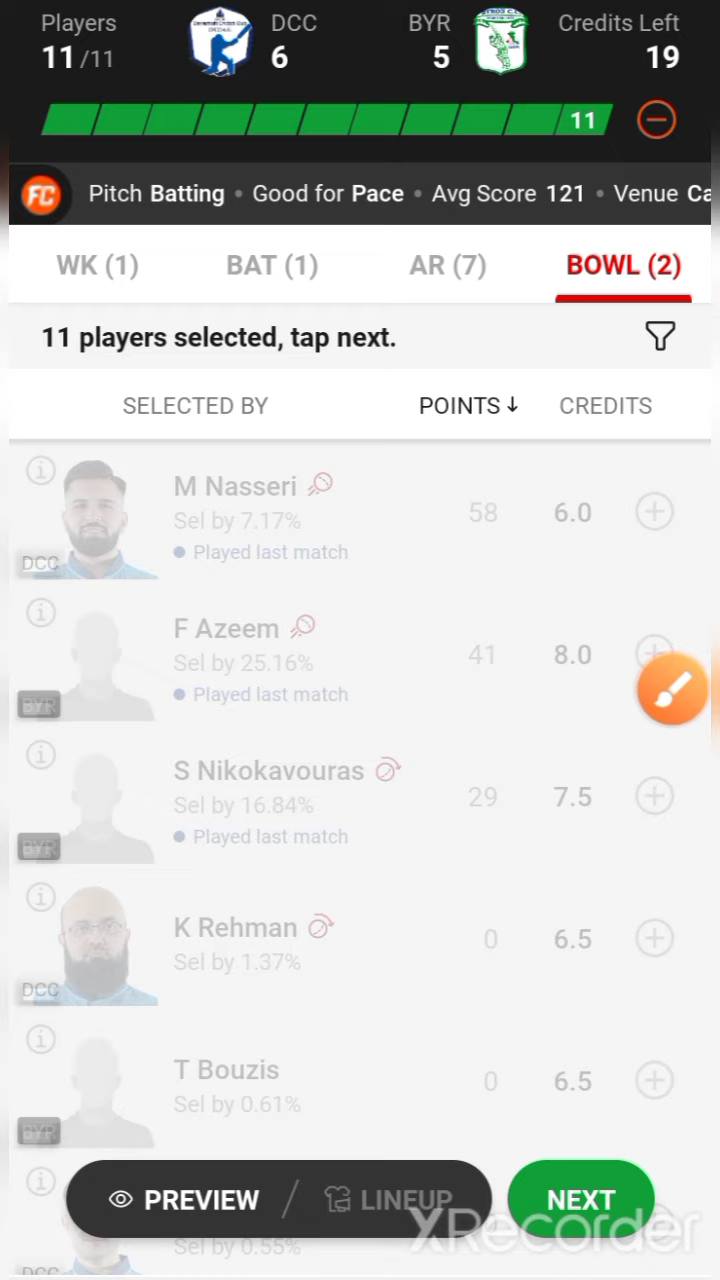 Players DCC BYR Credits Left
11/11 6 5 19
11
FC Pitch Batting • Good for Pace • Avg Score 121 • Venue Ca
WK (1) BAT (1) AR (7) BOWL (2)
11 players selected, tap next.
SELECTED BY POINTS ↓ CREDITS
M Nasseri
Sel by 7.17% 58 6.0
Played last match
DCC
F Azeem
Sel by 25.16% 41 8.0
Played last match
BYR
S Nikokavouras
Sel by 16.84% 29 7.5
Played last match
BYR
K Rehman
Sel by 1.37% 0 6.5
DCC
T Bouzis
Sel by 0.61% 0 6.5
BYR
PREVIEW / LINEUP NEXT
XRecorder
Sel by 0.55%
DCC